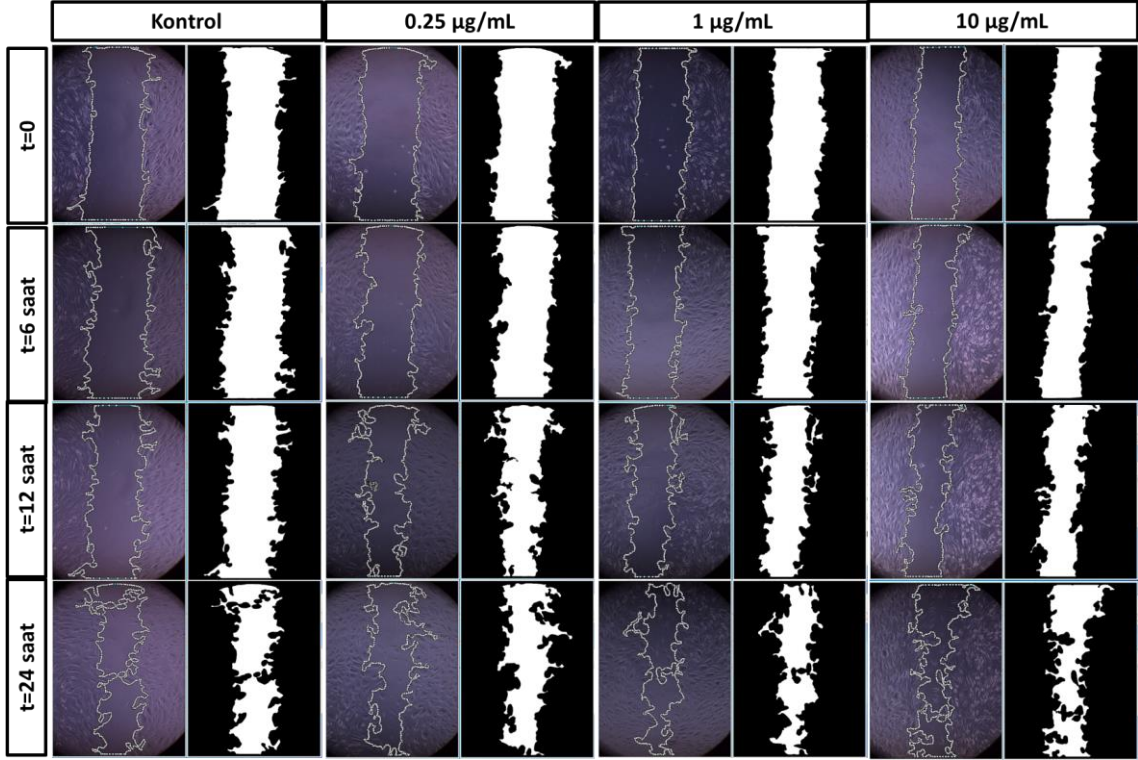 Kontrol
0.25 µg/mL
1 µg/mL
10 µg/mL
t=0
t=6 saat
t=12 saat
t=24 saat